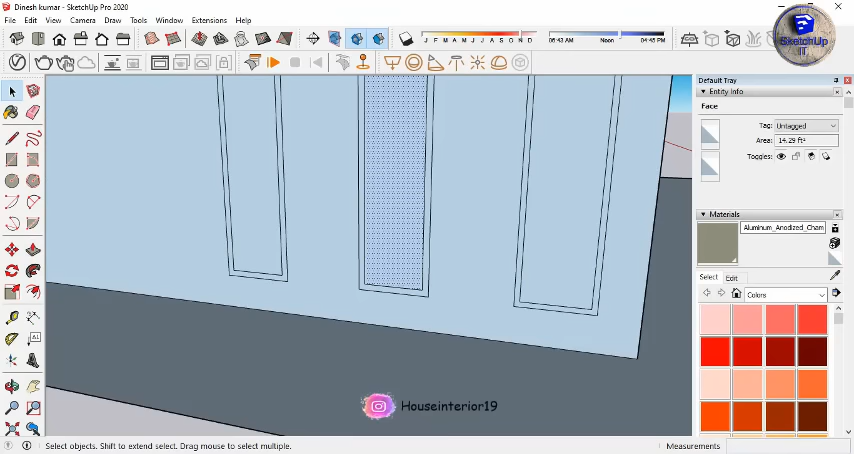 Dinesh kumar - SketchUp Pro 2020
File Edit View Camera Draw Tools Window Extensions Help
J F M A M J J A S O N D
06:43 AM Noon 04:45 PM
SketchUp
IT
Default Tray
Entity Info
Face
Tag: Untagged
Area: 14.29 ft²
Toggles:
Materials
Aluminum_Anodized_Cham
Select Edit
Colors
A1
Houseinterior19
Select objects. Shift to extend select. Drag mouse to select multiple.
Measurements